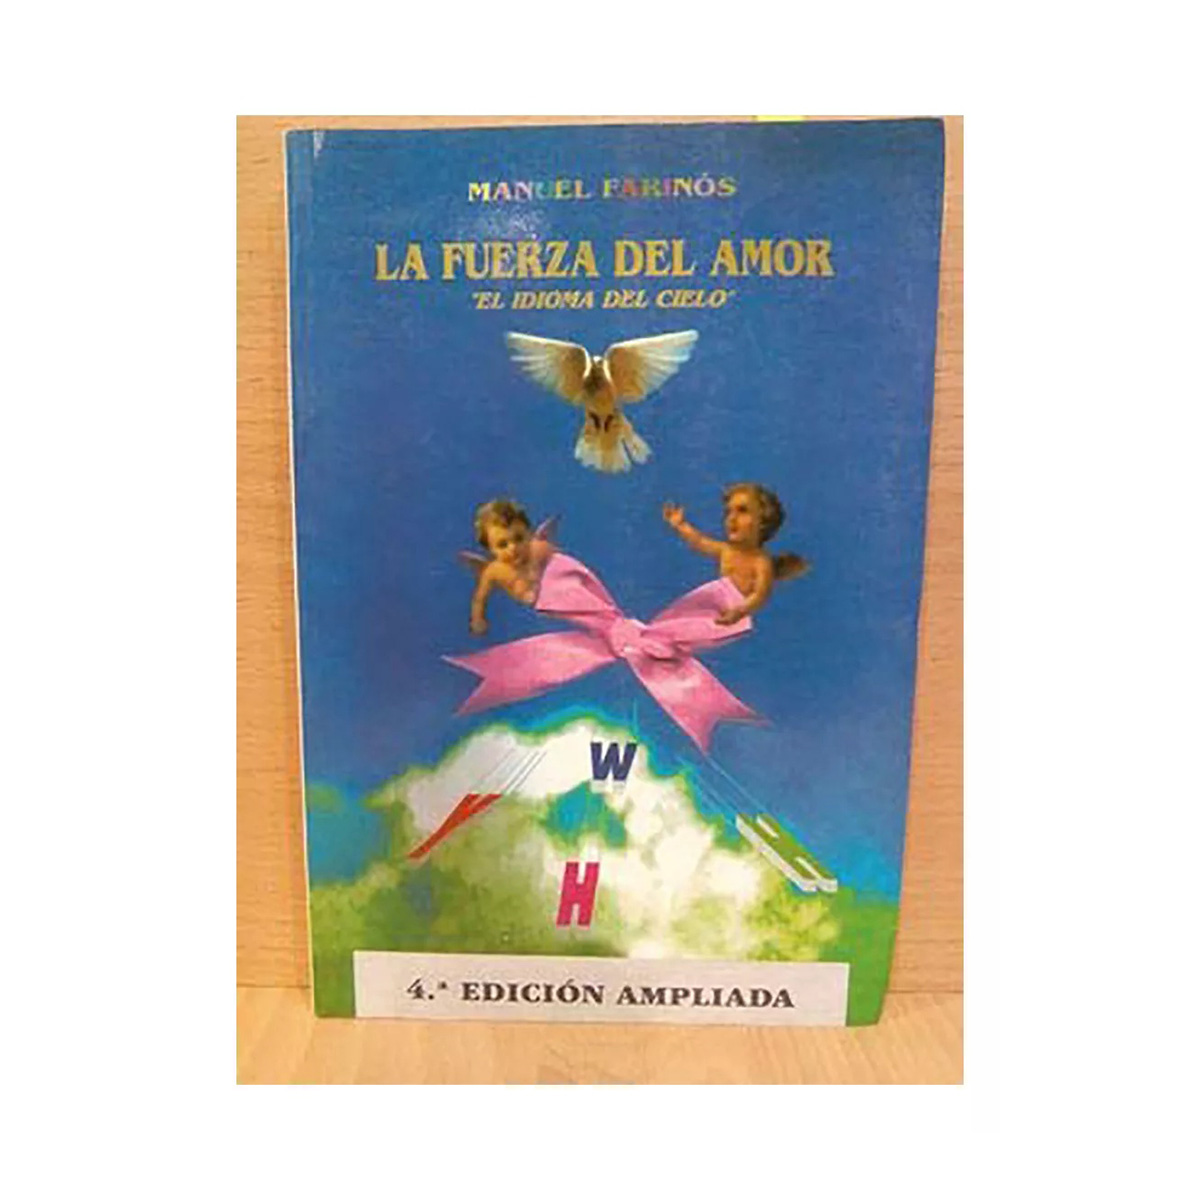 MANUEL FARINÓS
LA FUERZA DEL AMOR
"EL IDIOMA DEL CIELO"
W
Y H
H
4.ª EDICIÓN AMPLIADA